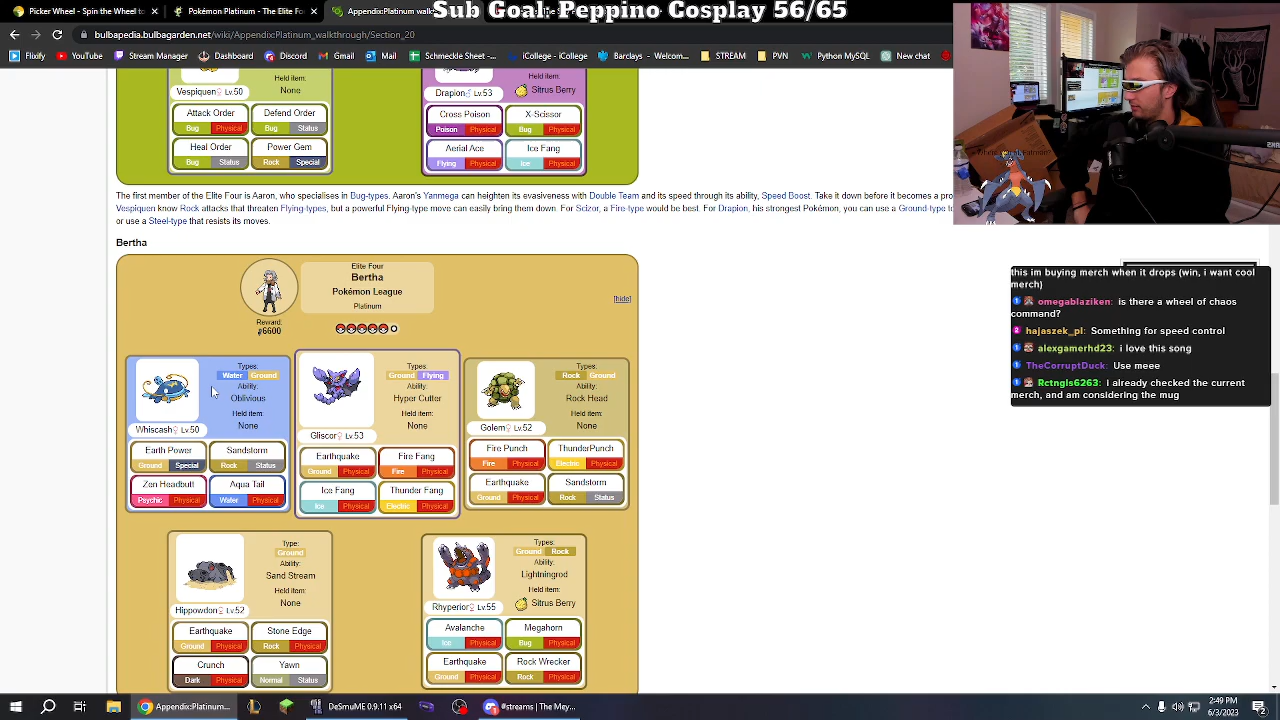 Picker Wheel - Spin the
Pokémon Picker
Appendix:Platinum walk
Sub Goal: Peppino Cosplay 56/65
bulbapedia.bulbagarden.net/wiki/Appendix
Section_20
Streamelements
Elixify
YouTube
Stream
Discord
Amazon
Mail
Schmedele Sheet
iCollege - iCollege
Barclays
Welcom...
STREAM
LYN
Python MySQL
New chat
Held item:
Vespiquen♀ Lv.50
None
Drapion♂ Lv.53
Sitrus Berry
Attack Order
Defend Order
Cross Poison
X-Scissor
Bug Physical
Bug Status
Poison Physical
Bug Physical
Heal Order
Power Gem
Aerial Ace
Ice Fang
Bug Status
Rock Special
Flying Physical
Ice Physical
The first member of the Elite Four is Aaron, who specialises in Bug-types. Aaron's Yanmega can heighten its evasiveness with Double Team and its speed by its Ability, Speed Boost. Take it down before it becomes a pro
Vespiquen know Rock attacks that threaten Flying-types, but a powerful Flying-type move can easily bring them down. For Scizor, a Fire-type would be best. For Drapion, his strongest Pokémon, you can use a Ground-type to
or use a Steel-type that resists its moves.
Bertha
Elite Four
Bertha
Pokémon League
Platinum
[hide]
Reward:
6600
Types:
Water Ground
Ability:
Oblivious
Held item:
None
Whiscash♀ Lv.50
Earth Power
Sandstorm
Ground Special
Rock Status
Zen Headbutt
Aqua Tail
Psychic Physical
Water Physical
Types:
Ground Flying
Ability:
Hyper Cutter
Held item:
None
Gliscor♀ Lv.53
Earthquake
Fire Fang
Ground Physical
Fire Physical
Ice Fang
Thunder Fang
Ice Physical
Electric Physical
Types:
Rock Ground
Ability:
Rock Head
Held item:
None
Golem♀ Lv.52
Fire Punch
ThunderPunch
Fire Physical
Electric Physical
Earthquake
Sandstorm
Ground Physical
Rock Status
Type:
Ground
Ability:
Sand Stream
Held item:
None
Hippowdon♀ Lv.52
Earthquake
Stone Edge
Ground Physical
Rock Physical
Crunch
Yawn
Dark Physical
Normal Status
Types:
Ground Rock
Ability:
Lightningrod
Held item:
Sitrus Berry
Rhyperior♀ Lv.55
Avalanche
Megahorn
Ice Physical
Bug Physical
Earthquake
Rock Wrecker
Ground Physical
Rock Physical
this im buying merch when it drops (win, i want cool
merch)
omegablaziken: is there a wheel of chaos
command?
hajaszek_pl: Something for speed control
alexgamerhd23: i love this song
TheCorruptDuck: Use meee
Rctngls6263: I already checked the current
merch, and am considering the mug
AppendixPlatinum...
DeSmuME 0.9.11 x64
#streams | The My...
2:49 PM
6/3/2023